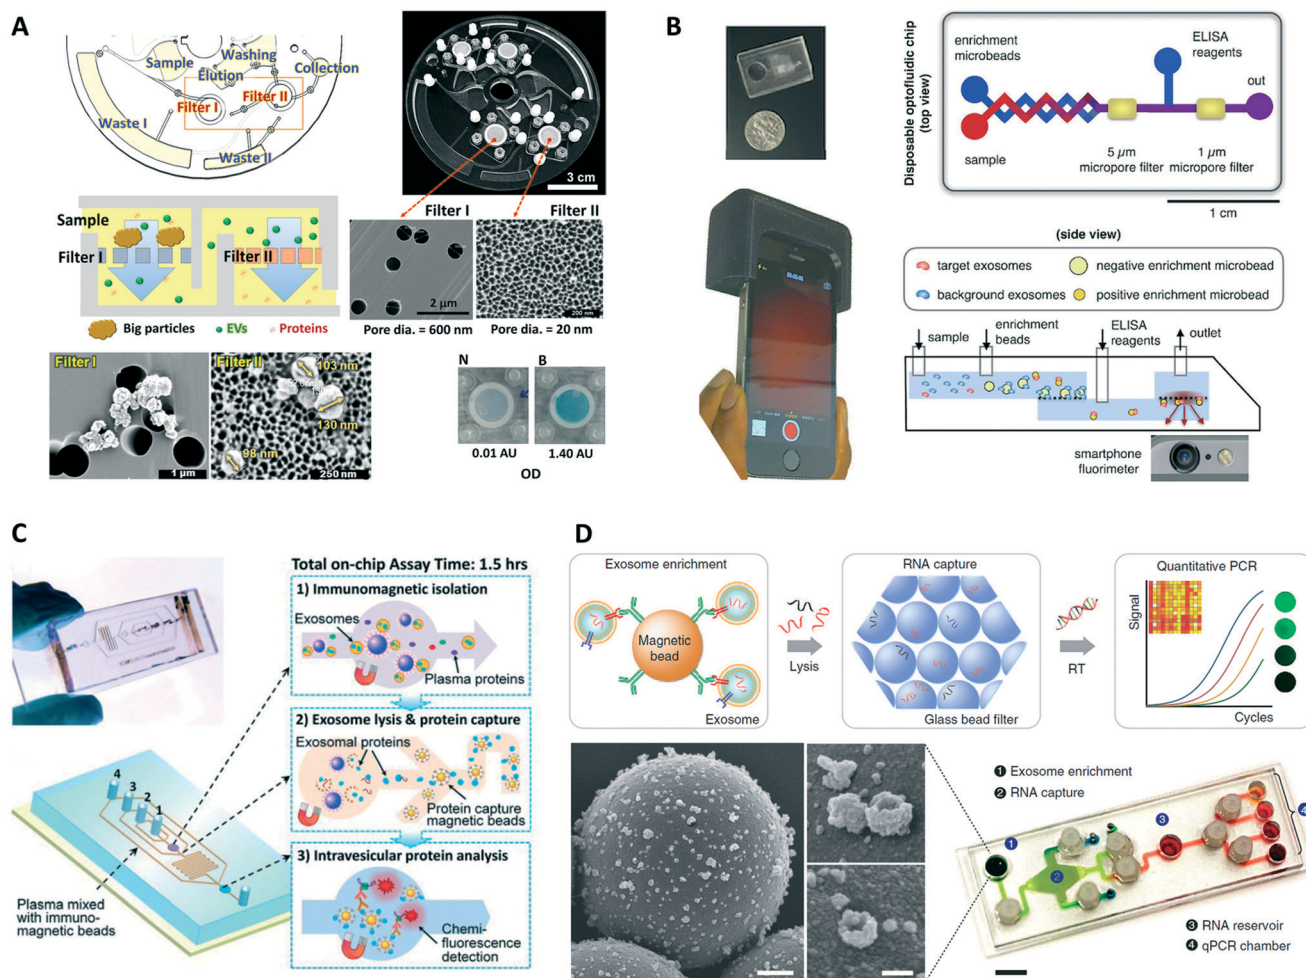 A
Sample
Washing
Elution
Collection
Filter I
Filter II
Waste I
Waste II
3 cm
Sample
Filter I
Filter II
Big particles
EVs
Proteins
Filter I
Filter II
2 μm
200 nm
Pore dia. = 600 nm
Pore dia. = 20 nm
Filter I
1 μm
Filter II
103 nm
130 nm
98 nm
250 nm
N
B
0.01 AU
1.40 AU
OD
B
Disposable optofluidic chip
(top view)
enrichment
microbeads
ELISA
reagents
out
sample
5 μm
micropore filter
1 μm
micropore filter
1 cm
(side view)
target exosomes
negative enrichment microbead
background exosomes
positive enrichment microbead
sample
enrichment
beads
ELISA
reagents
outlet
smartphone
fluorimeter
C
Total on-chip Assay Time: 1.5 hrs
1) Immunomagnetic isolation
Exosomes
Plasma proteins
2) Exosome lysis & protein capture
Exosomal proteins
Protein capture
magnetic beads
3) Intravesicular protein analysis
Chemi-
fluorescence
detection
4
3
2
1
Plasma mixed
with immuno-
magnetic beads
D
Exosome enrichment
Magnetic
bead
Exosome
Lysis
RNA capture
Glass bead filter
RT
Quantitative PCR
Signal
Cycles
1 Exosome enrichment
2 RNA capture
1
2
3
4
3 RNA reservoir
4 qPCR chamber